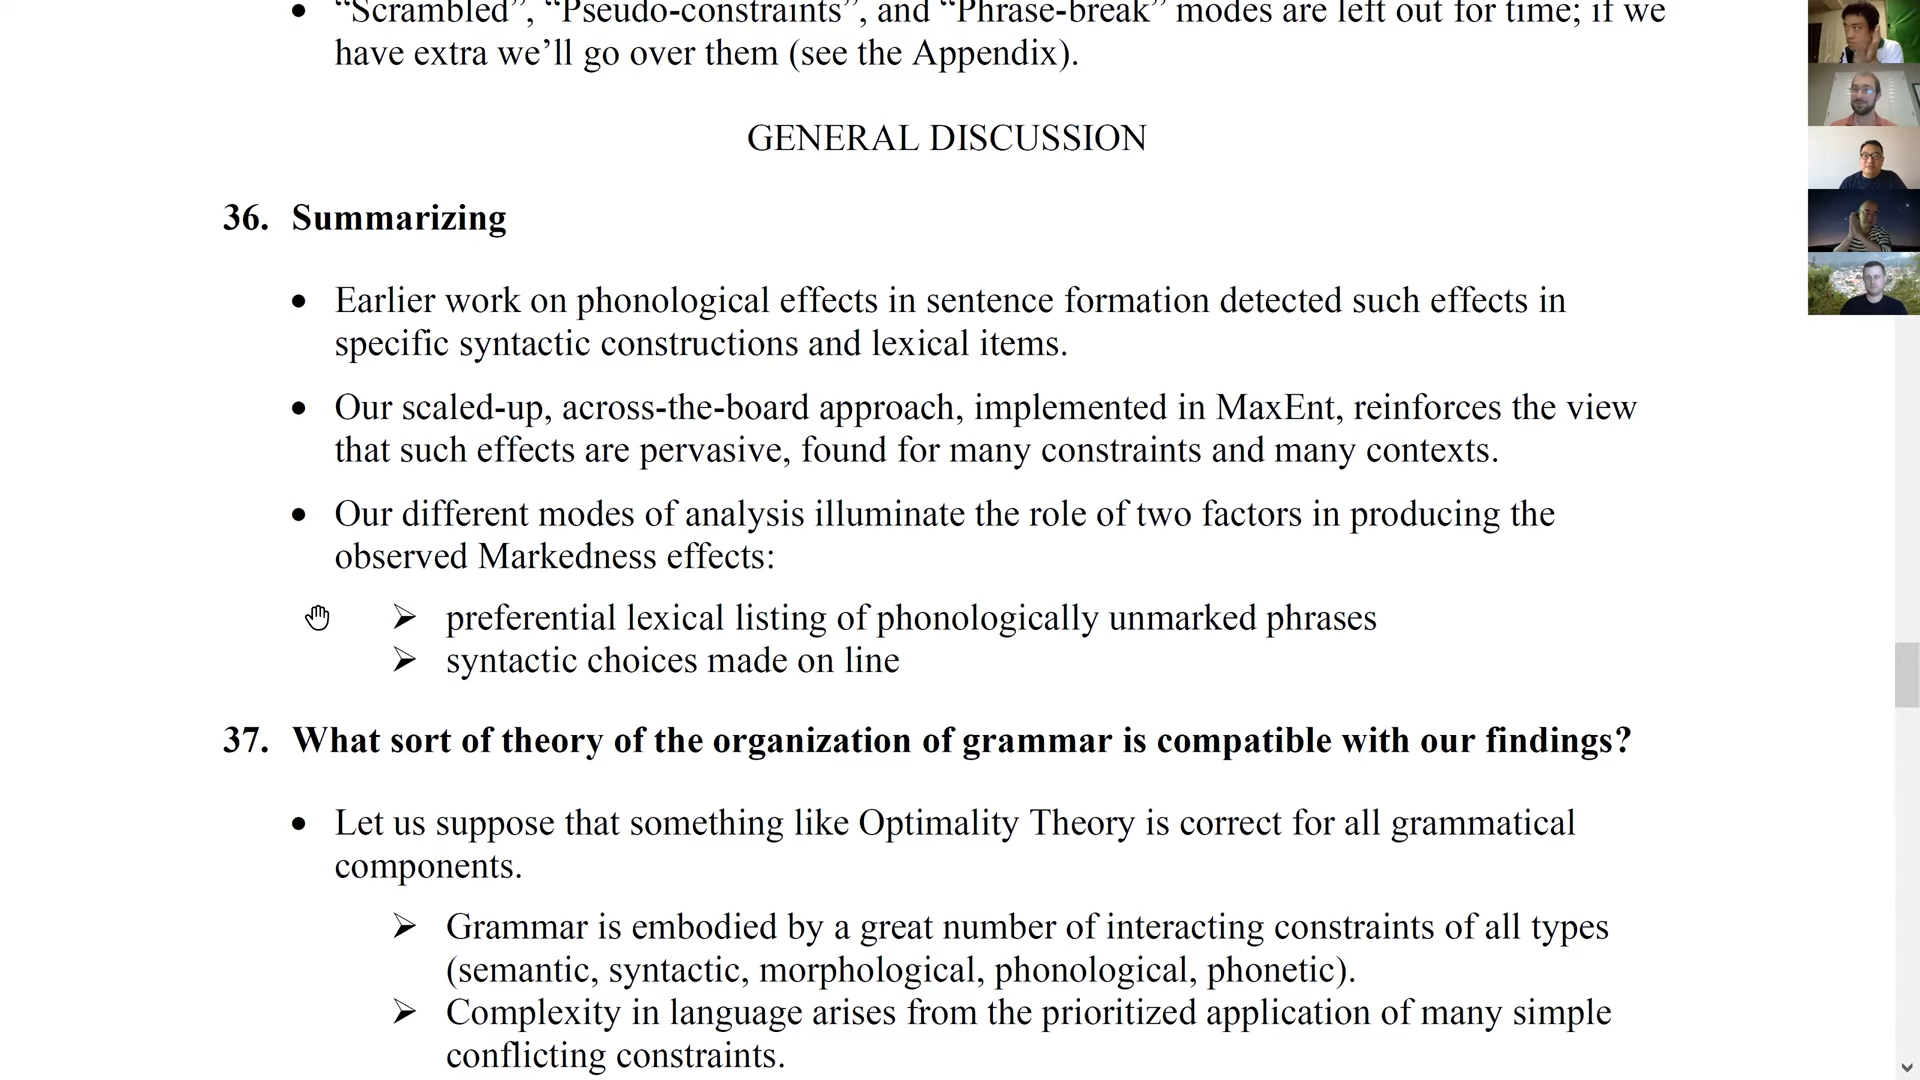 • “Scrambled”, “Pseudo-constraints”, and “Phrase-break” modes are left out for time; if we
have extra we’ll go over them (see the Appendix).
GENERAL DISCUSSION
36. Summarizing
• Earlier work on phonological effects in sentence formation detected such effects in
specific syntactic constructions and lexical items.
• Our scaled-up, across-the-board approach, implemented in MaxEnt, reinforces the view
that such effects are pervasive, found for many constraints and many contexts.
• Our different modes of analysis illuminate the role of two factors in producing the
observed Markedness effects:
➢ preferential lexical listing of phonologically unmarked phrases
➢ syntactic choices made on line
37. What sort of theory of the organization of grammar is compatible with our findings?
• Let us suppose that something like Optimality Theory is correct for all grammatical
components.
➢ Grammar is embodied by a great number of interacting constraints of all types
(semantic, syntactic, morphological, phonological, phonetic).
➢ Complexity in language arises from the prioritized application of many simple
conflicting constraints.